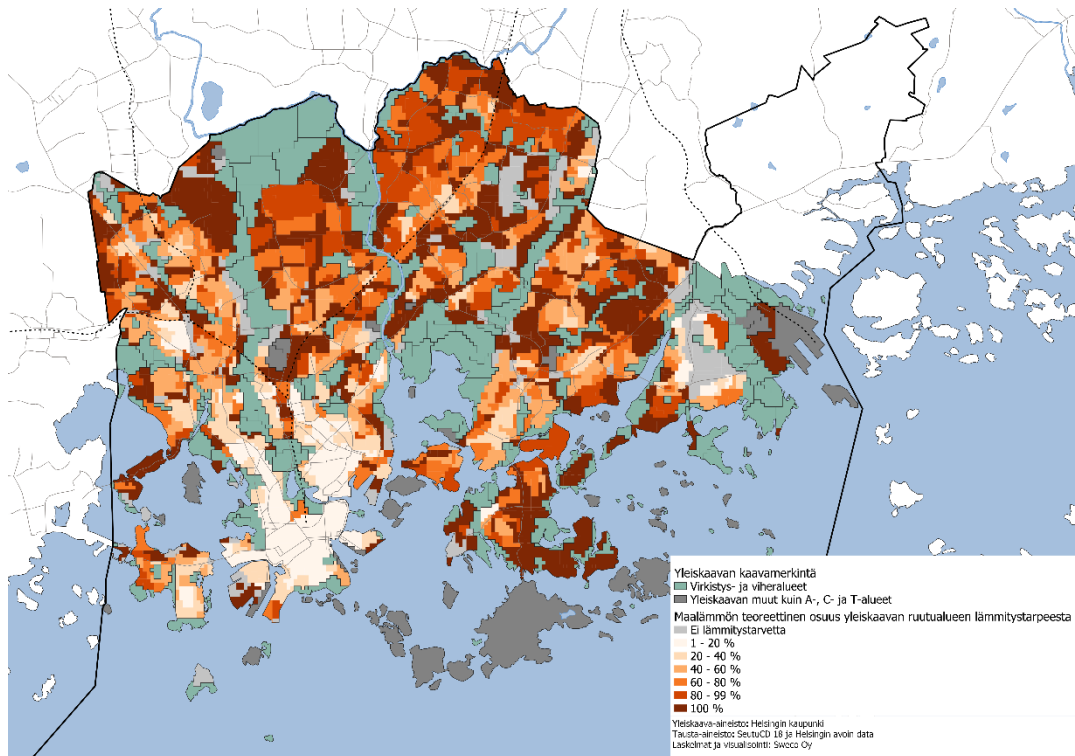 Yleiskaavan kaavamerkintä
Virkistys- ja viheralueet
Yleiskaavan muut kuin A-, C- ja T-alueet
Maalämmön teoreettinen osuus yleiskaavan ruutualueen lämmitystarpeesta
Ei lämmitystarvetta
1 - 20 %
20 - 40 %
40 - 60 %
60 - 80 %
80 - 99 %
100 %
Yleiskaava-aineisto: Helsingin kaupunki
Tausta-aineisto: SeutuCD 18 ja Helsingin avoin data
Laskelmat ja visualisointi: Sweco Oy